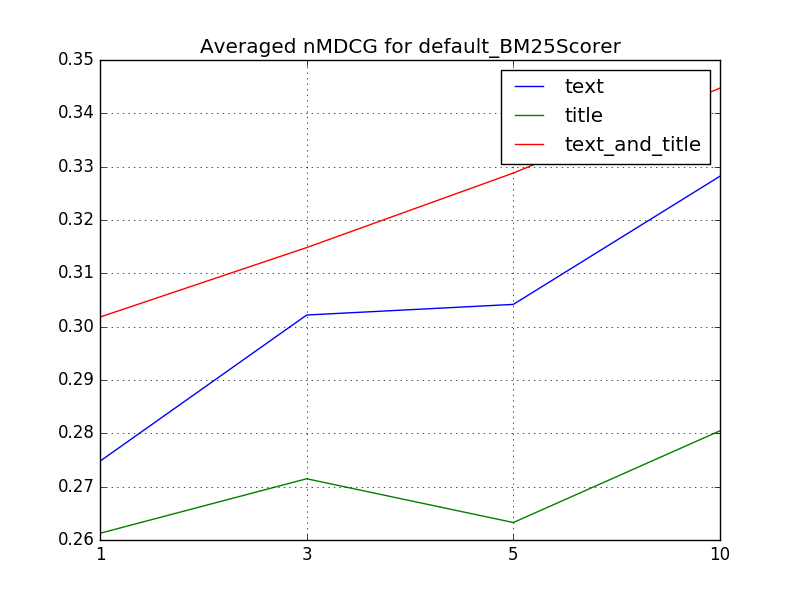 Averaged nMDCG for default_BM25Scorer
0.35
0.34
0.33
0.32
0.31
0.30
0.29
0.28
0.27
0.26
text
title
text_and_title
1 3 5 10